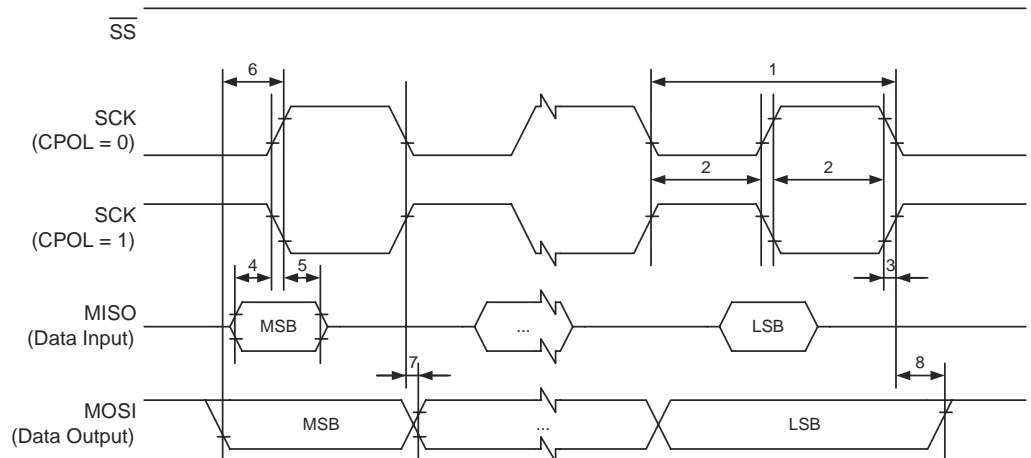 SS
6
1
SCK
(CPOL = 0)
2
2
SCK
(CPOL = 1)
4
5
3
MISO
(Data Input)
MSB
...
LSB
7
8
MOSI
(Data Output)
MSB
...
LSB